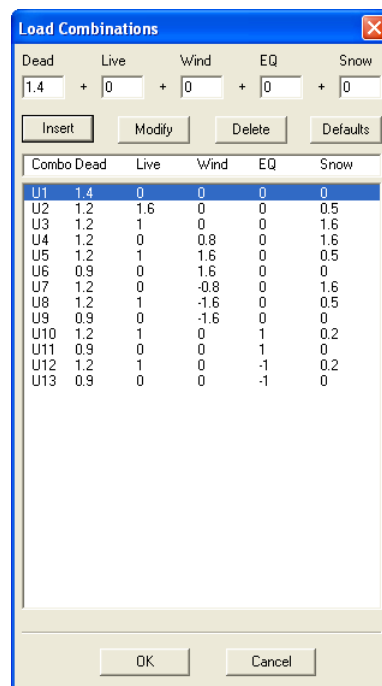 Load Combinations
Dead Live Wind EQ Snow
1.4 + 0 + 0 + 0 + 0
Insert Modify Delete Defaults
Combo Dead Live Wind EQ Snow
U1 1.4 0 0 0 0
U2 1.2 1.6 0 0 0.5
U3 1.2 1 0 0 1.6
U4 1.2 0 0.8 0 1.6
U5 1.2 1 1.6 0 0.5
U6 0.9 0 1.6 0 0
U7 1.2 0 -0.8 0 1.6
U8 1.2 1 -1.6 0 0.5
U9 0.9 0 -1.6 0 0
U10 1.2 1 0 1 0.2
U11 0.9 0 0 1 0
U12 1.2 1 0 -1 0.2
U13 0.9 0 0 -1 0
OK Cancel